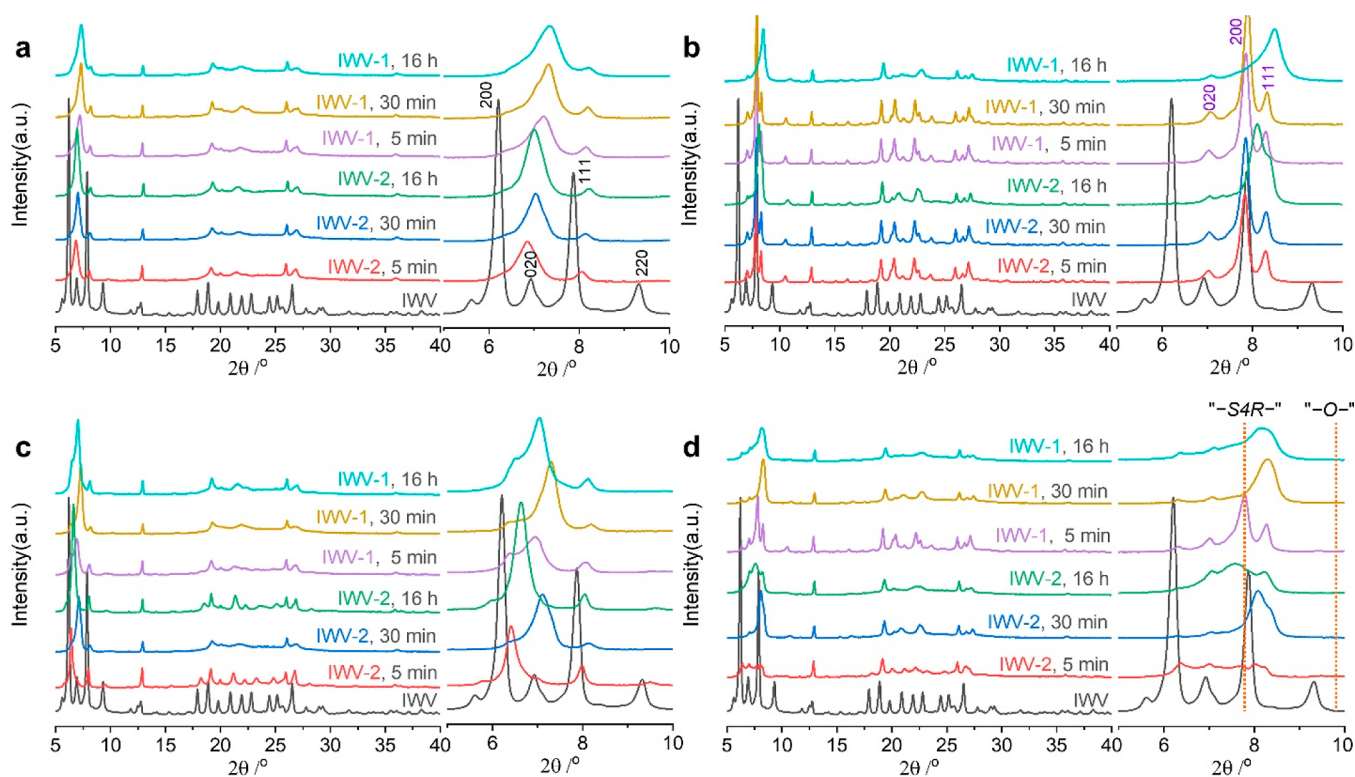 a
Intensity(a.u.)
IWV-1, 16 h
IWV-1, 30 min
IWV-1, 5 min
IWV-2, 16 h
IWV-2, 30 min
IWV-2, 5 min
IWV
200
020
111
220
5 10 15 20 25 30 35 40
6 8 10
2θ /°
2θ /°
b
Intensity(a.u.)
IWV-1, 16 h
IWV-1, 30 min
IWV-1, 5 min
IWV-2, 16 h
IWV-2, 30 min
IWV-2, 5 min
IWV
020
200
111
5 10 15 20 25 30 35 40
6 8 10
2θ /°
2θ /°
c
Intensity(a.u.)
IWV-1, 16 h
IWV-1, 30 min
IWV-1, 5 min
IWV-2, 16 h
IWV-2, 30 min
IWV-2, 5 min
IWV
5 10 15 20 25 30 35 40
6 8 10
2θ /°
2θ /°
d
Intensity(a.u.)
"−S4R−" "−O−"
IWV-1, 16 h
IWV-1, 30 min
IWV-1, 5 min
IWV-2, 16 h
IWV-2, 30 min
IWV-2, 5 min
IWV
5 10 15 20 25 30 35 40
6 8 10
2θ /°
2θ /°